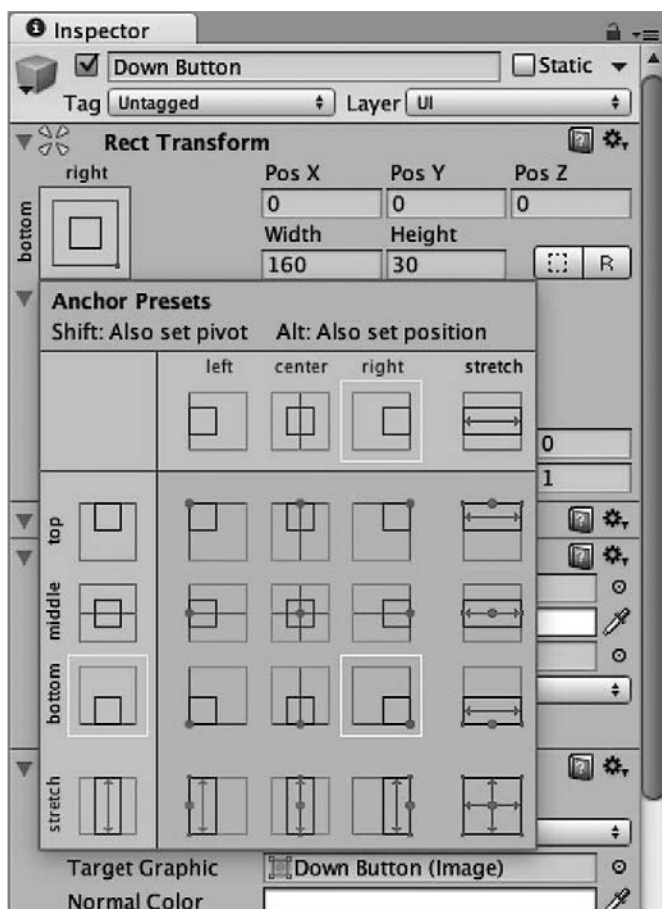 Inspector
Down Button Static
Tag Untagged Layer UI
Rect Transform
right Pos X Pos Y Pos Z
0 0 0
bottom
Width Height
160 30 R
Anchor Presets
Shift: Also set pivot Alt: Also set position
left center right stretch
0
1
top
middle
bottom
stretch
Target Graphic Down Button (Image)
Normal Color